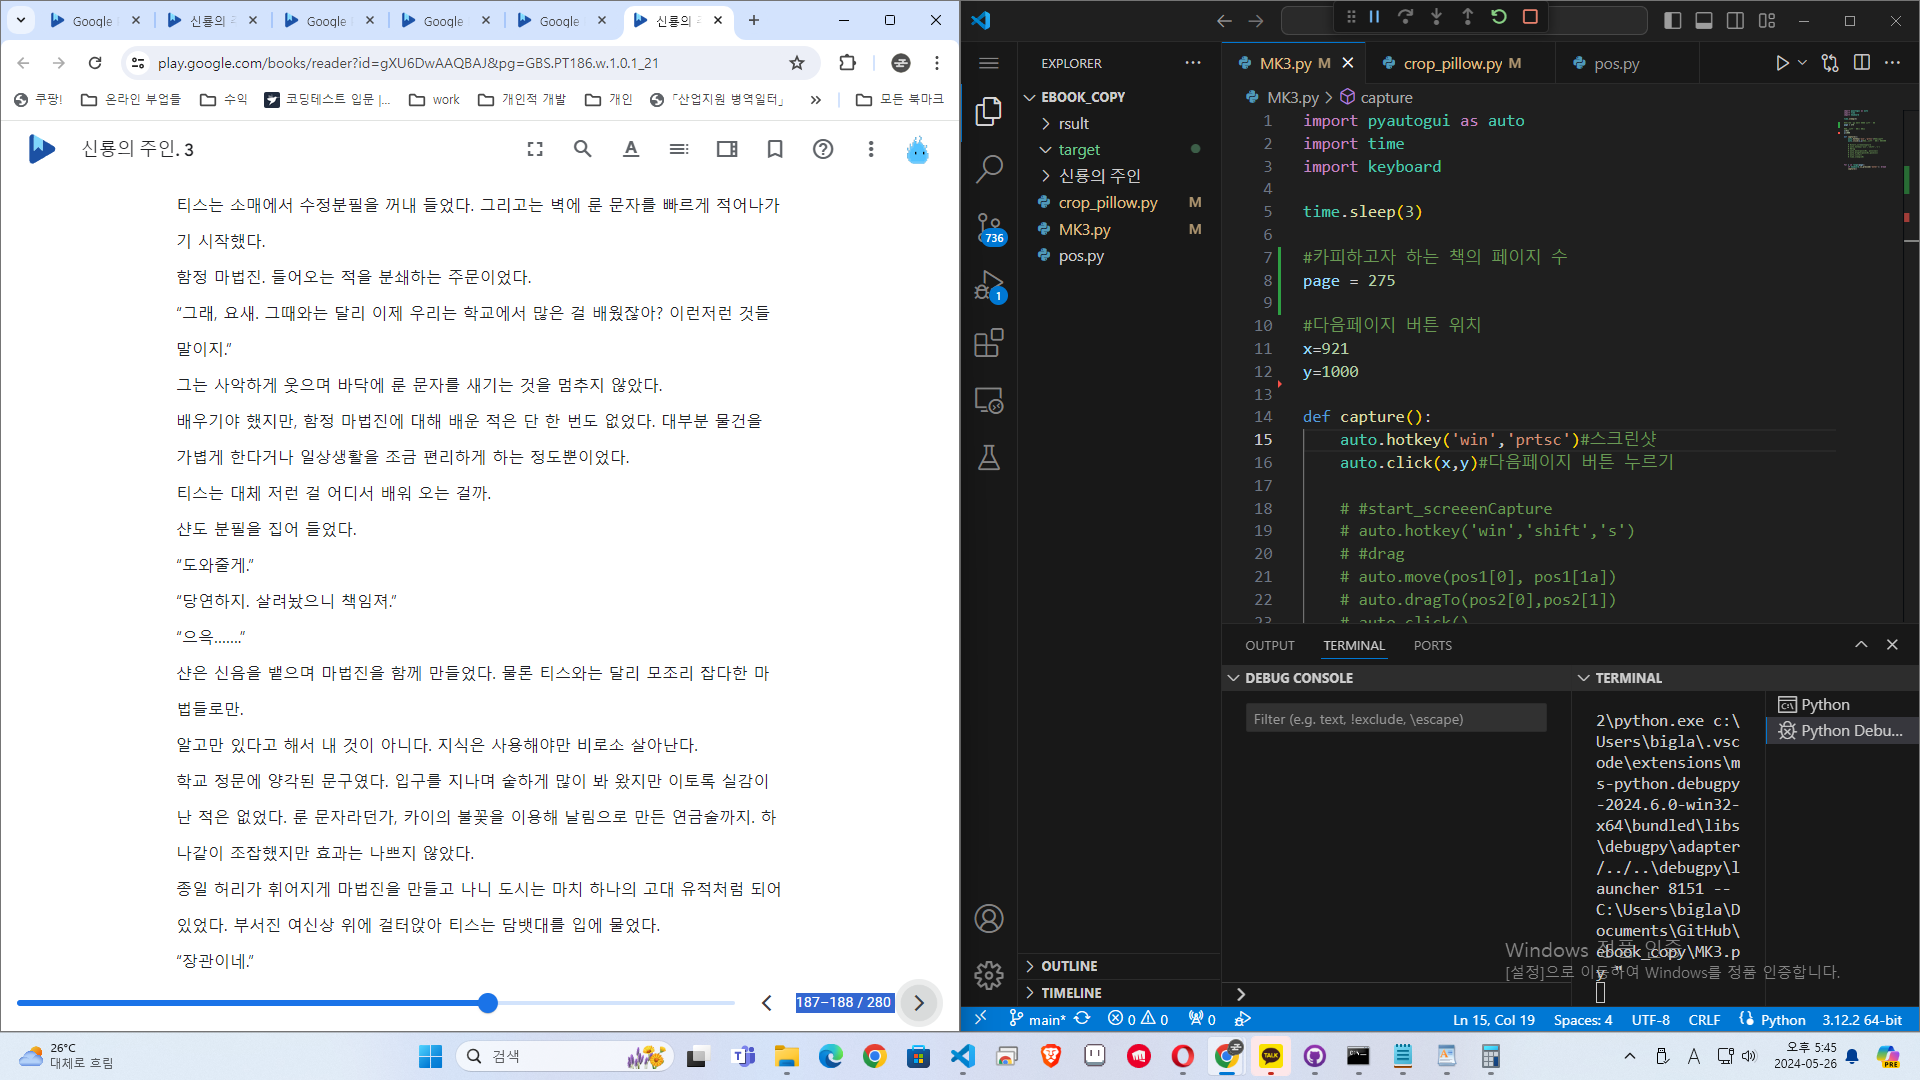 Google
신룡의 주
Google
Google
Google
신룡의 주
play.google.com/books/reader?id=gXU6DwAAQBAJ&pg=GBS.PT186.w.1.0.1_21
쿠팡!
온라인 부업들
수익
코딩테스트 입문 |...
work
개인적 개발
개인
「산업지원 병역일터」
»
모든 북마크
신룡의 주인. 3
티스는 소매에서 수정분필을 꺼내 들었다. 그리고는 벽에 룬 문자를 빠르게 적어나가
기 시작했다.
함정 마법진. 들어오는 적을 분쇄하는 주문이었다.
“그래, 요새. 그때와는 달리 이제 우리는 학교에서 많은 걸 배웠잖아? 이런저런 것들
말이지.”
그는 사악하게 웃으며 바닥에 룬 문자를 새기는 것을 멈추지 않았다.
배우기야 했지만, 함정 마법진에 대해 배운 적은 단 한 번도 없었다. 대부분 물건을
가볍게 한다거나 일상생활을 조금 편리하게 하는 정도뿐이었다.
티스는 대체 저런 걸 어디서 배워 오는 걸까.
샨도 분필을 집어 들었다.
“도와줄게.”
“당연하지. 살려놨으니 책임져.”
“으윽…….”
샨은 신음을 뱉으며 마법진을 함께 만들었다. 물론 티스와는 달리 모조리 잡다한 마
법들로만.
알고만 있다고 해서 내 것이 아니다. 지식은 사용해야만 비로소 살아난다.
학교 정문에 양각된 문구였다. 입구를 지나며 숱하게 많이 봐 왔지만 이토록 실감이
난 적은 없었다. 룬 문자라던가, 카이의 불꽃을 이용해 날림으로 만든 연금술까지. 하
나같이 조잡했지만 효과는 나쁘지 않았다.
종일 허리가 휘어지게 마법진을 만들고 나니 도시는 마치 하나의 고대 유적처럼 되어
있었다. 부서진 여신상 위에 걸터앉아 티스는 담뱃대를 입에 물었다.
“장관이네.”
187–188 / 280
EXPLORER
EBOOK_COPY
rsult
target
신룡의 주인
crop_pillow.py M
MK3.py M
pos.py
736
1
OUTLINE
TIMELINE
MK3.py M
crop_pillow.py M
pos.py
MK3.py > capture
1 import pyautogui as auto
2 import time
3 import keyboard
4
5 time.sleep(3)
6
7 #카피하고자 하는 책의 페이지 수
8 page = 275
9
10 #다음페이지 버튼 위치
11 x=921
12 y=1000
13
14 def capture():
15 auto.hotkey('win','prtsc')#스크린샷
16 auto.click(x,y)#다음페이지 버튼 누르기
17
18 # #start_screeenCapture
19 # auto.hotkey('win','shift','s')
20 # #drag
21 # auto.move(pos1[0], pos1[1a])
22 # auto.dragTo(pos2[0],pos2[1])
23 # auto.click()
OUTPUT
TERMINAL
PORTS
DEBUG CONSOLE
Filter (e.g. text, !exclude, \escape)
TERMINAL
2\python.exe c:\
Users\bigla\.vsc
ode\extensions\m
s-python.debugpy
-2024.6.0-win32-
x64\bundled\libs
\debugpy\adapter
/../..\debugpy\l
auncher 8151 --
C:\Users\bigla\D
ocuments\GitHub\
ebook_copy\MK3.p
y "
Python
Python Debu...
Windows 정품 인증
[설정]으로 이동하여 Windows를 정품 인증합니다.
main*
0
0
0
Ln 15, Col 19
Spaces: 4
UTF-8
CRLF
Python
3.12.2 64-bit
26°C
대체로 흐림
검색
TALK
A
오후 5:45
2024-05-26
PRE